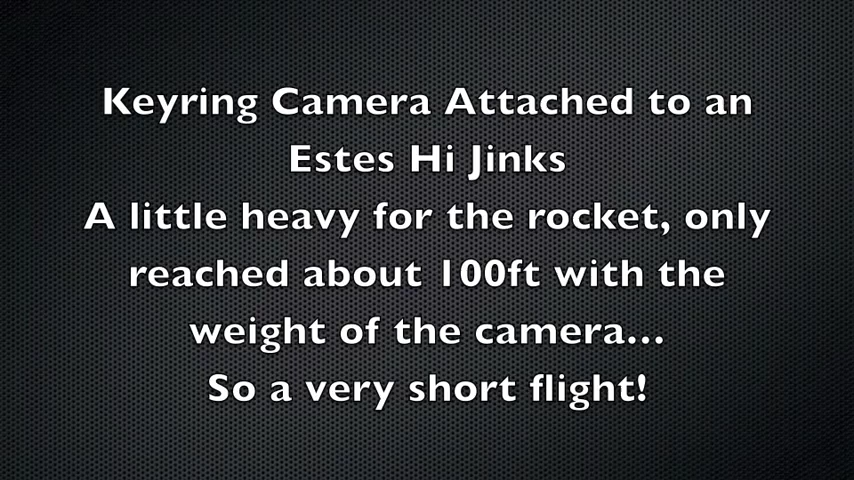 Keyring Camera Attached to an
Estes Hi Jinks
A little heavy for the rocket, only
reached about 100ft with the
weight of the camera...
So a very short flight!